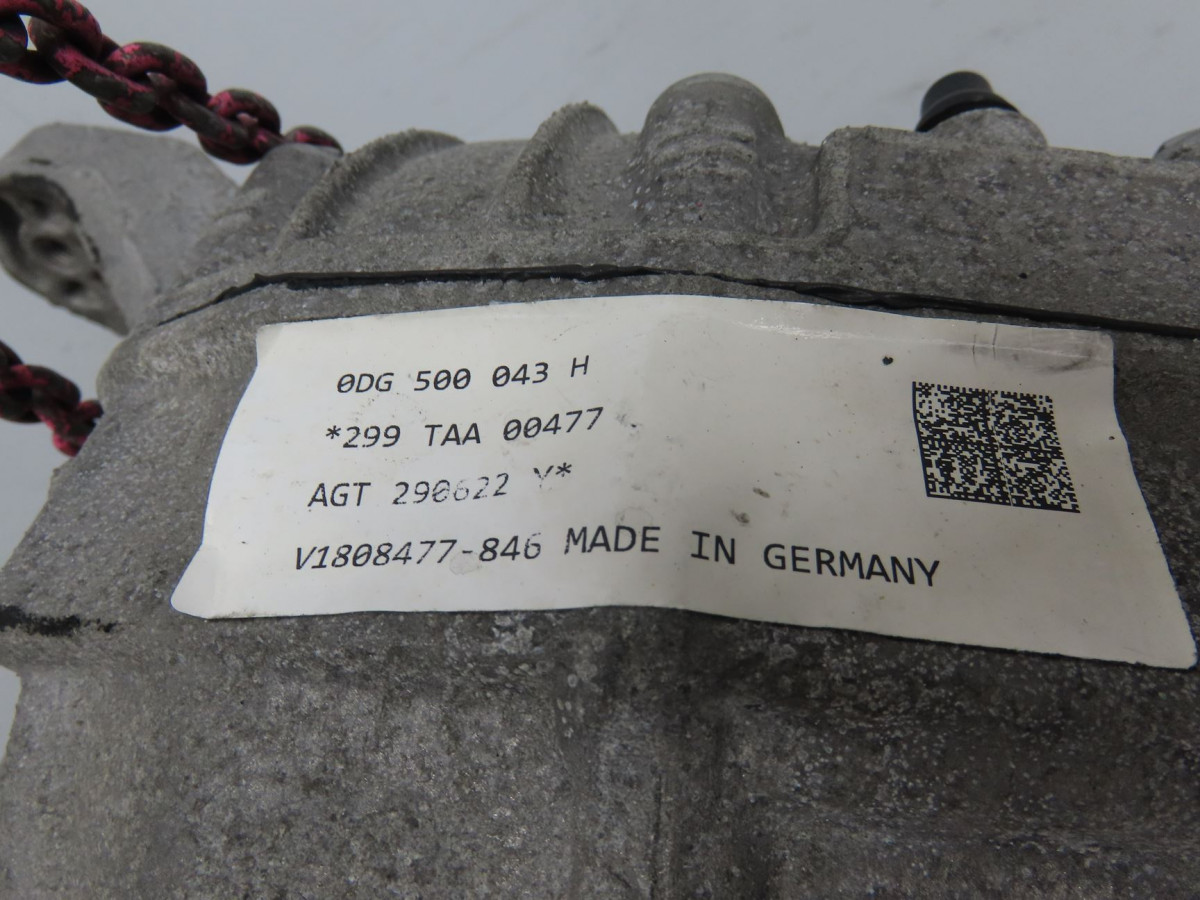 0DG 500 043 H
*299 TAA 00477
AGT 290622 Y*
V1808477-846 MADE IN GERMANY